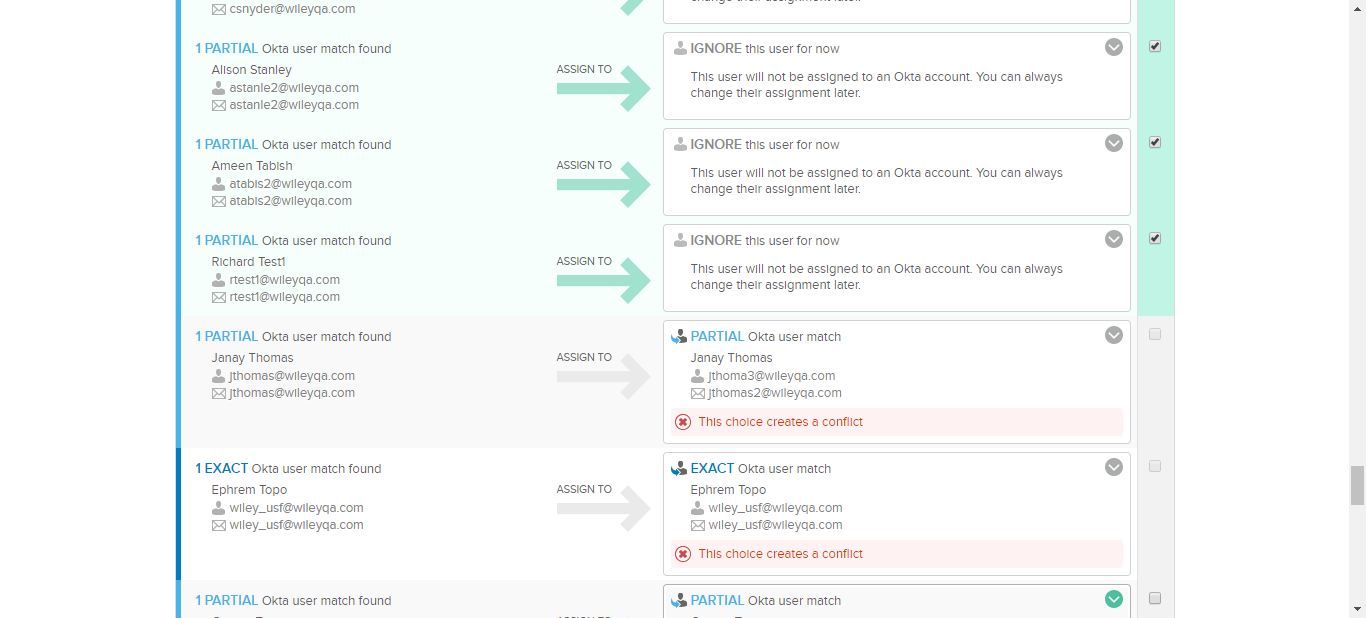 csnyder@wileyqa.com
1 PARTIAL Okta user match found
Alison Stanley
astanle2@wileyqa.com
astanle2@wileyqa.com
ASSIGN TO
IGNORE this user for now
This user will not be assigned to an Okta account. You can always
change their assignment later.
1 PARTIAL Okta user match found
Ameen Tabish
atabis2@wileyqa.com
atabis2@wileyqa.com
ASSIGN TO
IGNORE this user for now
This user will not be assigned to an Okta account. You can always
change their assignment later.
1 PARTIAL Okta user match found
Richard Test1
rtest1@wileyqa.com
rtest1@wileyqa.com
ASSIGN TO
IGNORE this user for now
This user will not be assigned to an Okta account. You can always
change their assignment later.
1 PARTIAL Okta user match found
Janay Thomas
jthomas@wileyqa.com
jthomas@wileyqa.com
ASSIGN TO
PARTIAL Okta user match
Janay Thomas
jthoma3@wileyqa.com
jthomas2@wileyqa.com
This choice creates a conflict
1 EXACT Okta user match found
Ephrem Topo
wiley_usf@wileyqa.com
wiley_usf@wileyqa.com
ASSIGN TO
EXACT Okta user match
Ephrem Topo
wiley_usf@wileyqa.com
wiley_usf@wileyqa.com
This choice creates a conflict
1 PARTIAL Okta user match found
PARTIAL Okta user match